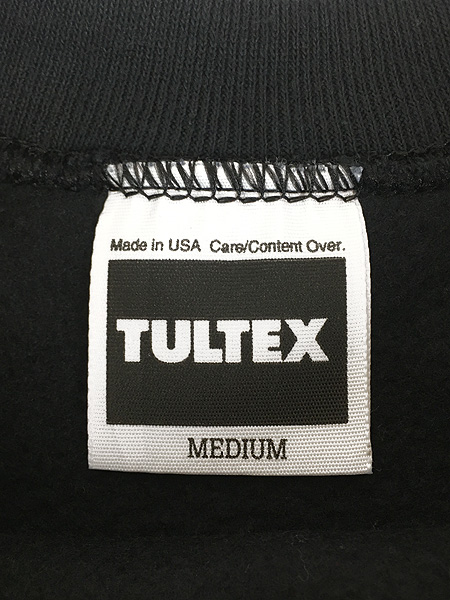 Made in USA Care/Content Over.
TULTEX
MEDIUM